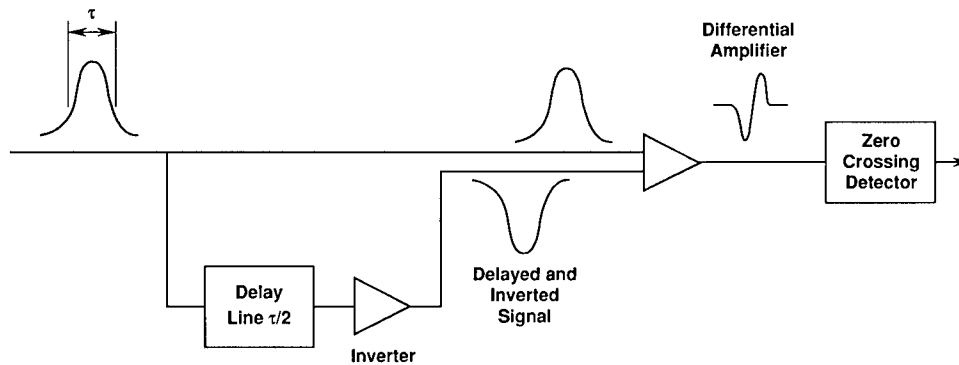 τ
Differential
Amplifier
Zero
Crossing
Detector
Delayed and
Inverted
Signal
Delay
Line τ/2
Inverter